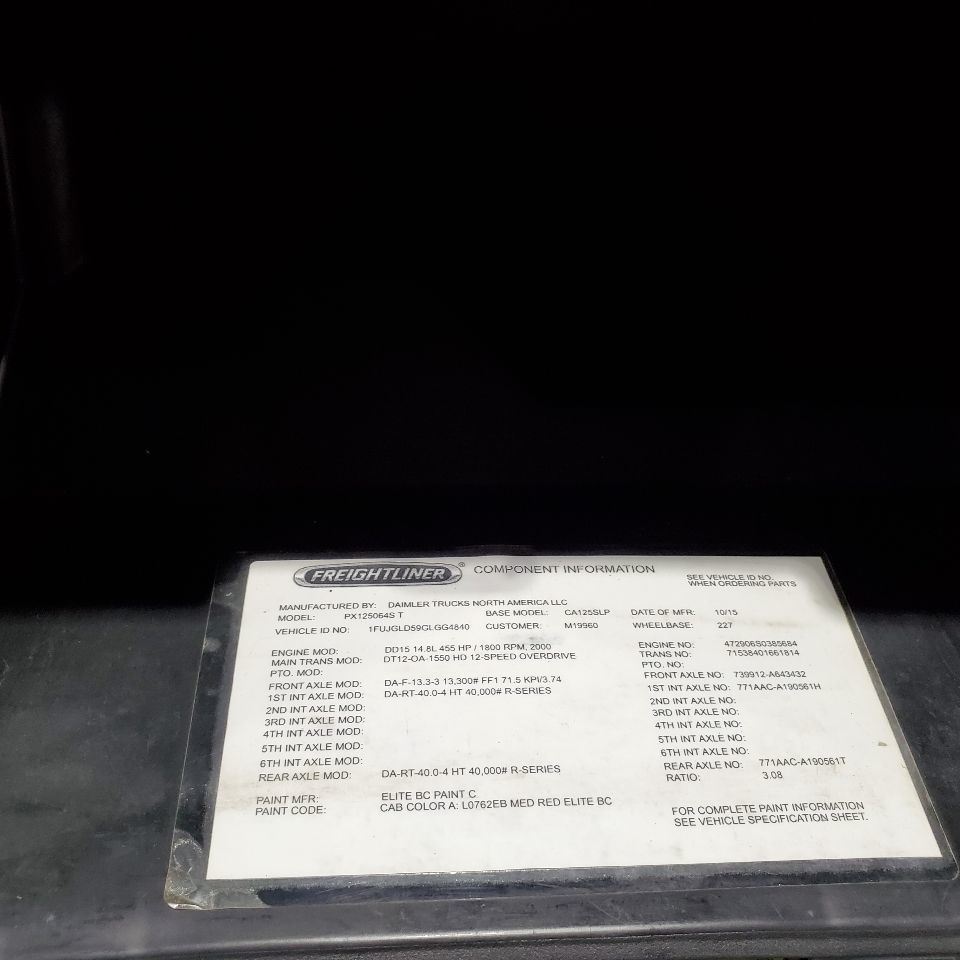 FREIGHTLINER® COMPONENT INFORMATION
SEE VEHICLE ID NO.
WHEN ORDERING PARTS
MANUFACTURED BY: DAIMLER TRUCKS NORTH AMERICA LLC
MODEL: PX125064S T BASE MODEL: CA125SLP DATE OF MFR: 10/15
VEHICLE ID NO: 1FUJGLD59GLGG4840 CUSTOMER: M19960 WHEELBASE: 227
ENGINE MOD: DD15 14.8L 455 HP / 1800 RPM, 2000 ENGINE NO: 472906S0385684
MAIN TRANS MOD: DT12-OA-1550 HD 12-SPEED OVERDRIVE TRANS NO: 71538401661814
PTO. MOD: PTO. NO:
FRONT AXLE MOD: DA-F-13.3-3 13,300# FF1 71.5 KPI/3.74 FRONT AXLE NO: 739912-A643432
1ST INT AXLE MOD: DA-RT-40.0-4 HT 40,000# R-SERIES 1ST INT AXLE NO: 771AAC-A190561H
2ND INT AXLE MOD: 2ND INT AXLE NO:
3RD INT AXLE MOD: 3RD INT AXLE NO:
4TH INT AXLE MOD: 4TH INT AXLE NO:
5TH INT AXLE MOD: 5TH INT AXLE NO:
6TH INT AXLE MOD: 6TH INT AXLE NO:
REAR AXLE MOD: DA-RT-40.0-4 HT 40,000# R-SERIES REAR AXLE NO: 771AAC-A190561T
RATIO: 3.08
PAINT MFR: ELITE BC PAINT C
PAINT CODE: CAB COLOR A: L0762EB MED RED ELITE BC
FOR COMPLETE PAINT INFORMATION
SEE VEHICLE SPECIFICATION SHEET.